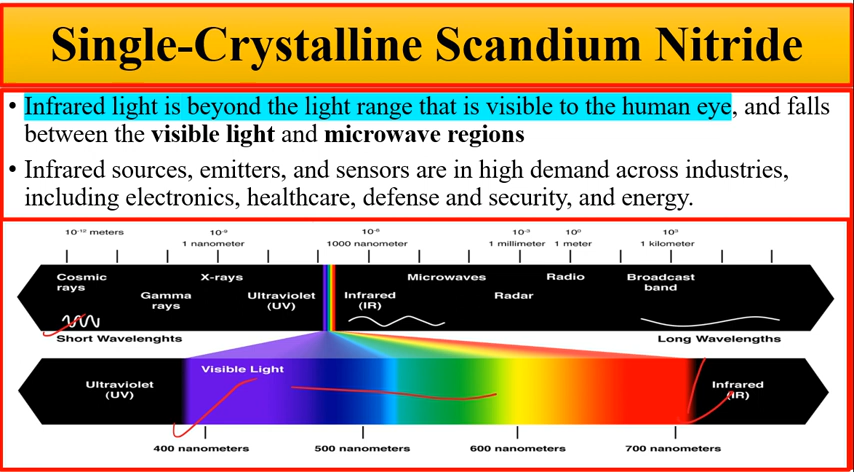 Single-Crystalline Scandium Nitride
• Infrared light is beyond the light range that is visible to the human eye, and falls
between the visible light and microwave regions
• Infrared sources, emitters, and sensors are in high demand across industries,
including electronics, healthcare, defense and security, and energy.
10⁻¹² meters 10⁻⁹ 10⁻⁶ 10⁻³ 10⁰ 10³
1 nanometer 1000 nanometer 1 millimeter 1 meter 1 kilometer
Cosmic X-rays Microwaves Radio Broadcast
rays band
Gamma Ultraviolet Infrared Radar
rays (UV) (IR)
Short Wavelenghts Long Wavelengths
Visible Light
Ultraviolet Infrared
(UV) (IR)
400 nanometers 500 nanometers 600 nanometers 700 nanometers